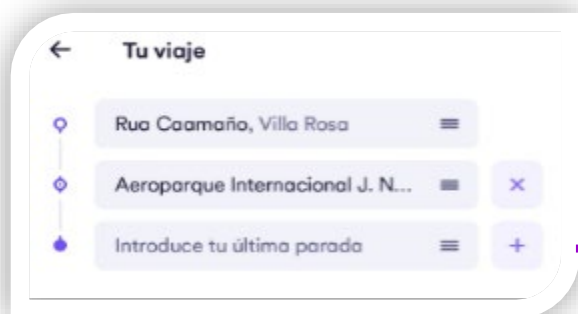 Tu viaje
Rua Caamaño, Villa Rosa
Aeroparque Internacional J. N...
Introduce tu última parada